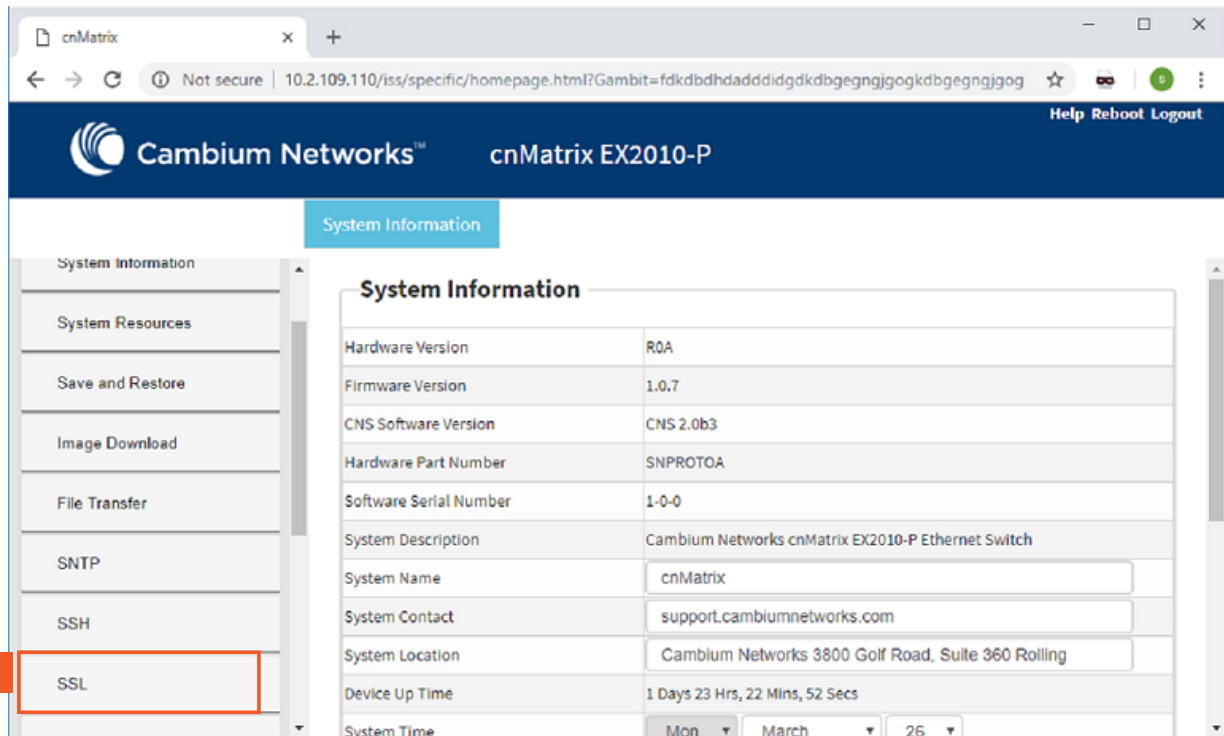 cnMatrix
Not secure | 10.2.109.110/iss/specific/homepage.html?Gambit=fdkdbdhdadddidgdkdbgegngjgogkdbgegngjgog
S
Help Reboot Logout
Cambium Networks™ cnMatrix EX2010-P
System Information
System Information
System Resources
Save and Restore
Image Download
File Transfer
SNTP
SSH
SSL
System Information
Hardware Version R0A
Firmware Version 1.0.7
CNS Software Version CNS 2.0b3
Hardware Part Number SNPROTOA
Software Serial Number 1-0-0
System Description Cambium Networks cnMatrix EX2010-P Ethernet Switch
System Name cnMatrix
System Contact support.cambiumnetworks.com
System Location Cambium Networks 3800 Golf Road, Suite 360 Rolling
Device Up Time 1 Days 23 Hrs, 22 Mins, 52 Secs
System Time Mon March 26